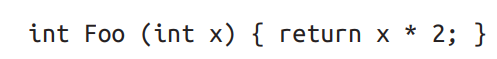 int Foo (int x) { return x * 2; }